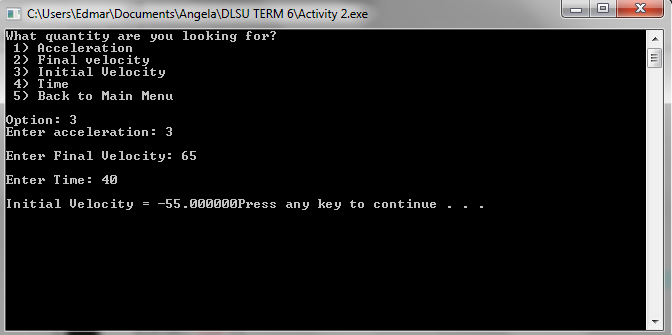 C:\Users\Edmar\Documents\Angela\DLSU TERM 6\Activity 2.exe
What quantity are you looking for?
1) Acceleration
2) Final velocity
3) Initial Velocity
4) Time
5) Back to Main Menu
Option: 3
Enter acceleration: 3
Enter Final Velocity: 65
Enter Time: 40
Initial Velocity = -55.000000Press any key to continue . . .